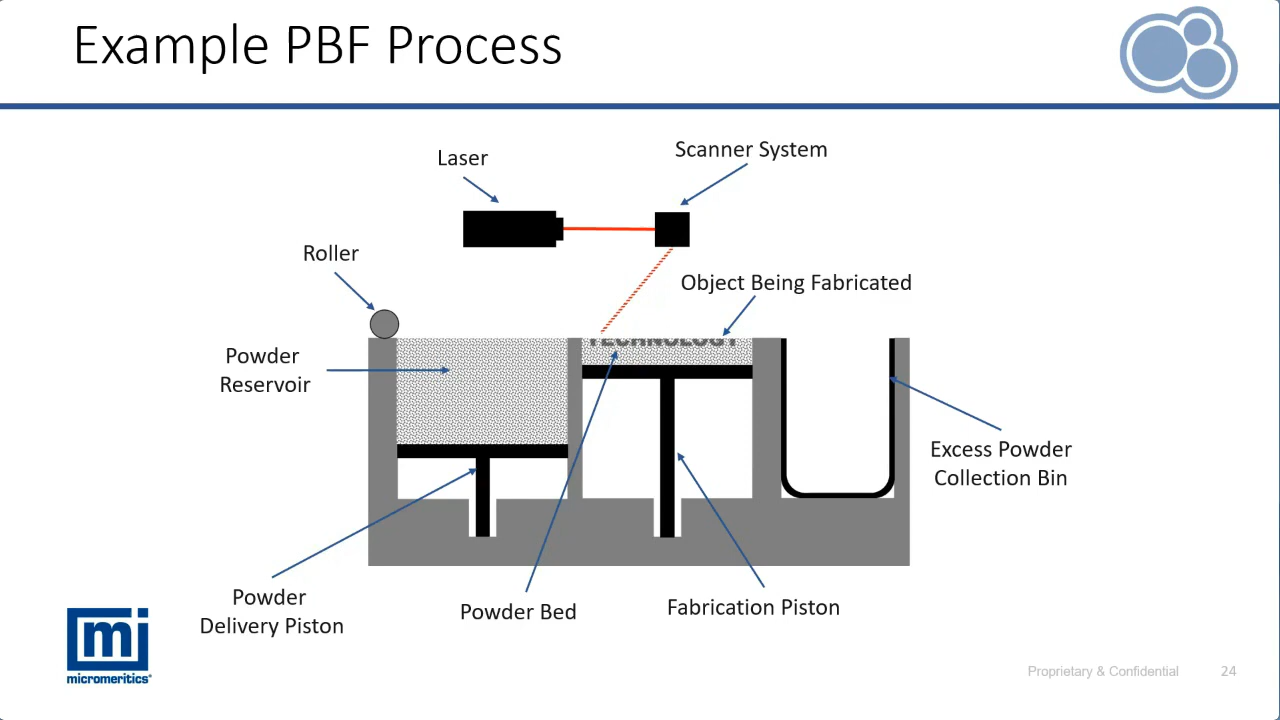 Example PBF Process
Laser
Scanner System
Roller
Object Being Fabricated
TECHNOLOGY
Powder
Reservoir
Excess Powder
Collection Bin
Powder
Delivery Piston
Powder Bed
Fabrication Piston
mi
micromeritics®
Proprietary & Confidential
24